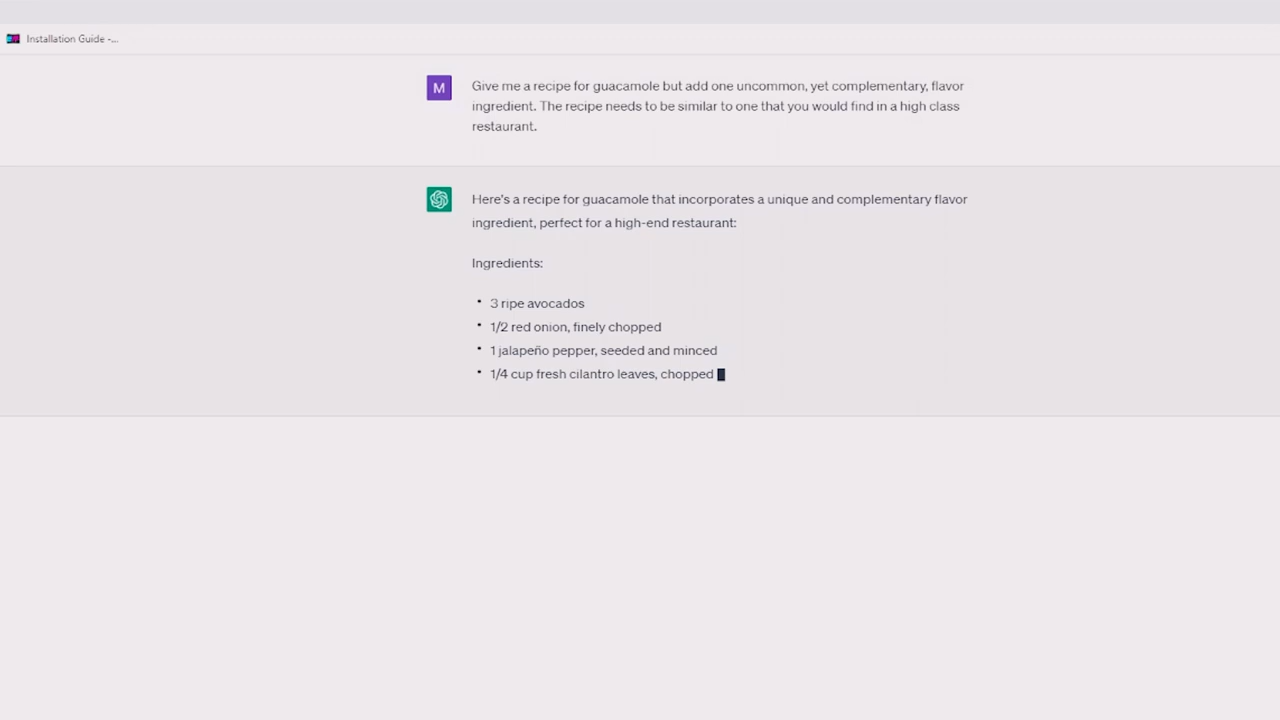 Installation Guide -...
M
Give me a recipe for guacamole but add one uncommon, yet complementary, flavor
ingredient. The recipe needs to be similar to one that you would find in a high class
restaurant.
Here's a recipe for guacamole that incorporates a unique and complementary flavor
ingredient, perfect for a high-end restaurant:
Ingredients:
• 3 ripe avocados
• 1/2 red onion, finely chopped
• 1 jalapeño pepper, seeded and minced
• 1/4 cup fresh cilantro leaves, chopped